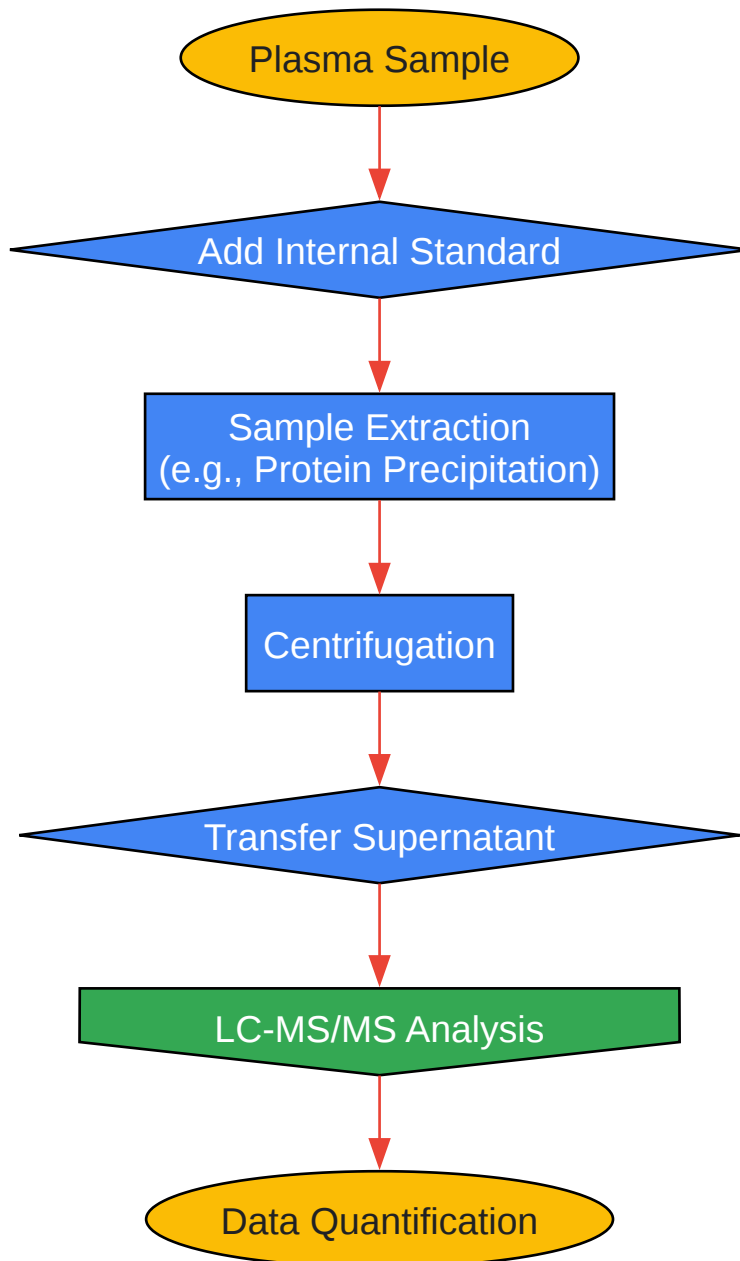 Plasma Sample
Add Internal Standard
Sample Extraction
(e.g., Protein Precipitation)
Centrifugation
Transfer Supernatant
LC-MS/MS Analysis
Data Quantification